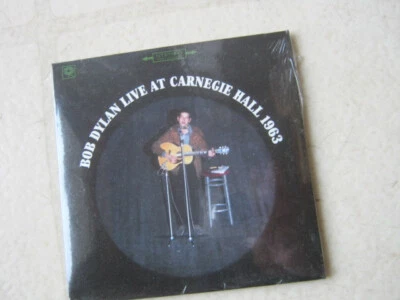 BOB DYLAN LIVE AT CARNEGIE HALL 1963